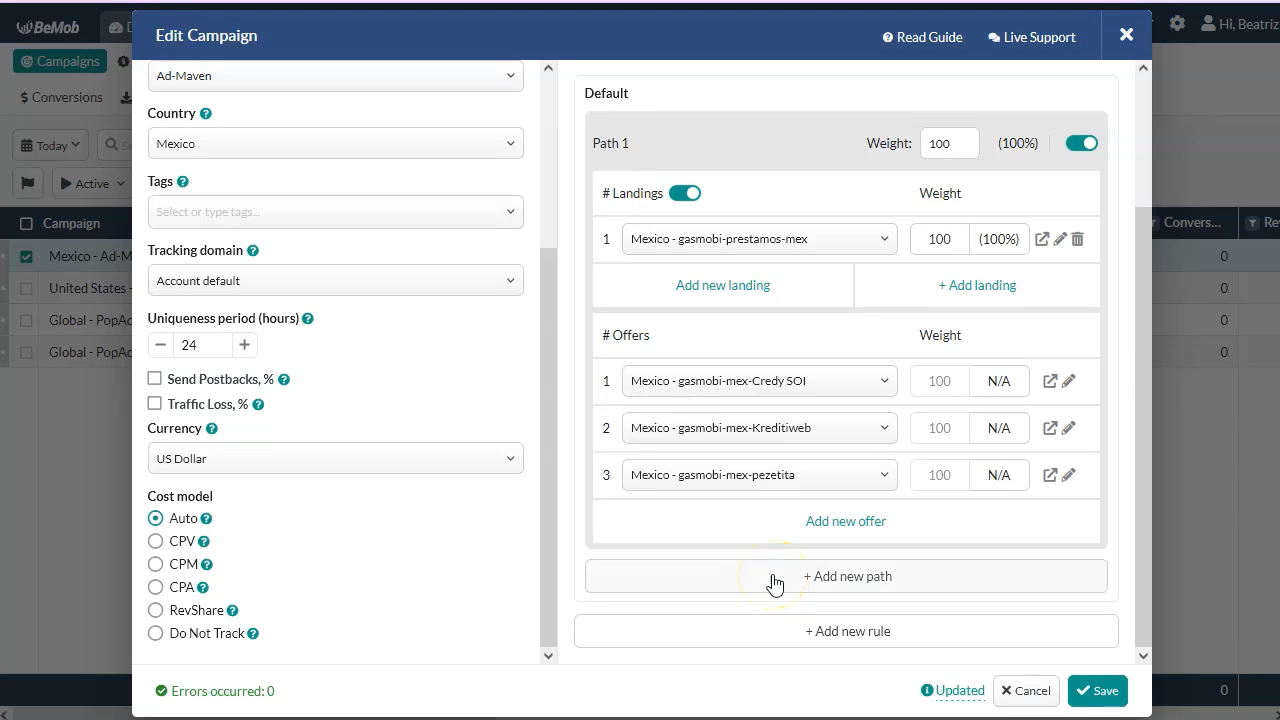 BeMob
Edit Campaign
Read Guide
Live Support
Hi, Beatriz
Campaigns
Conversions
Today
Active
Campaign
Mexico - Ad-M
United States -
Global - PopAc
Global - PopAc
Convers...
Rev
0
0
0
0
0
Ad-Maven
Country
Mexico
Tags
Select or type tags...
Tracking domain
Account default
Uniqueness period (hours)
24
Send Postbacks, %
Traffic Loss, %
Currency
US Dollar
Cost model
Auto
CPV
CPM
CPA
RevShare
Do Not Track
Default
Path 1
Weight: 100 (100%)
# Landings Weight
1 Mexico - gasmobi-prestamos-mex 100 (100%)
Add new landing + Add landing
# Offers Weight
1 Mexico - gasmobi-mex-Credy SOI 100 N/A
2 Mexico - gasmobi-mex-Kreditiweb 100 N/A
3 Mexico - gasmobi-mex-pezetita 100 N/A
Add new offer
+ Add new path
+ Add new rule
Errors occurred: 0
Updated
Cancel
Save